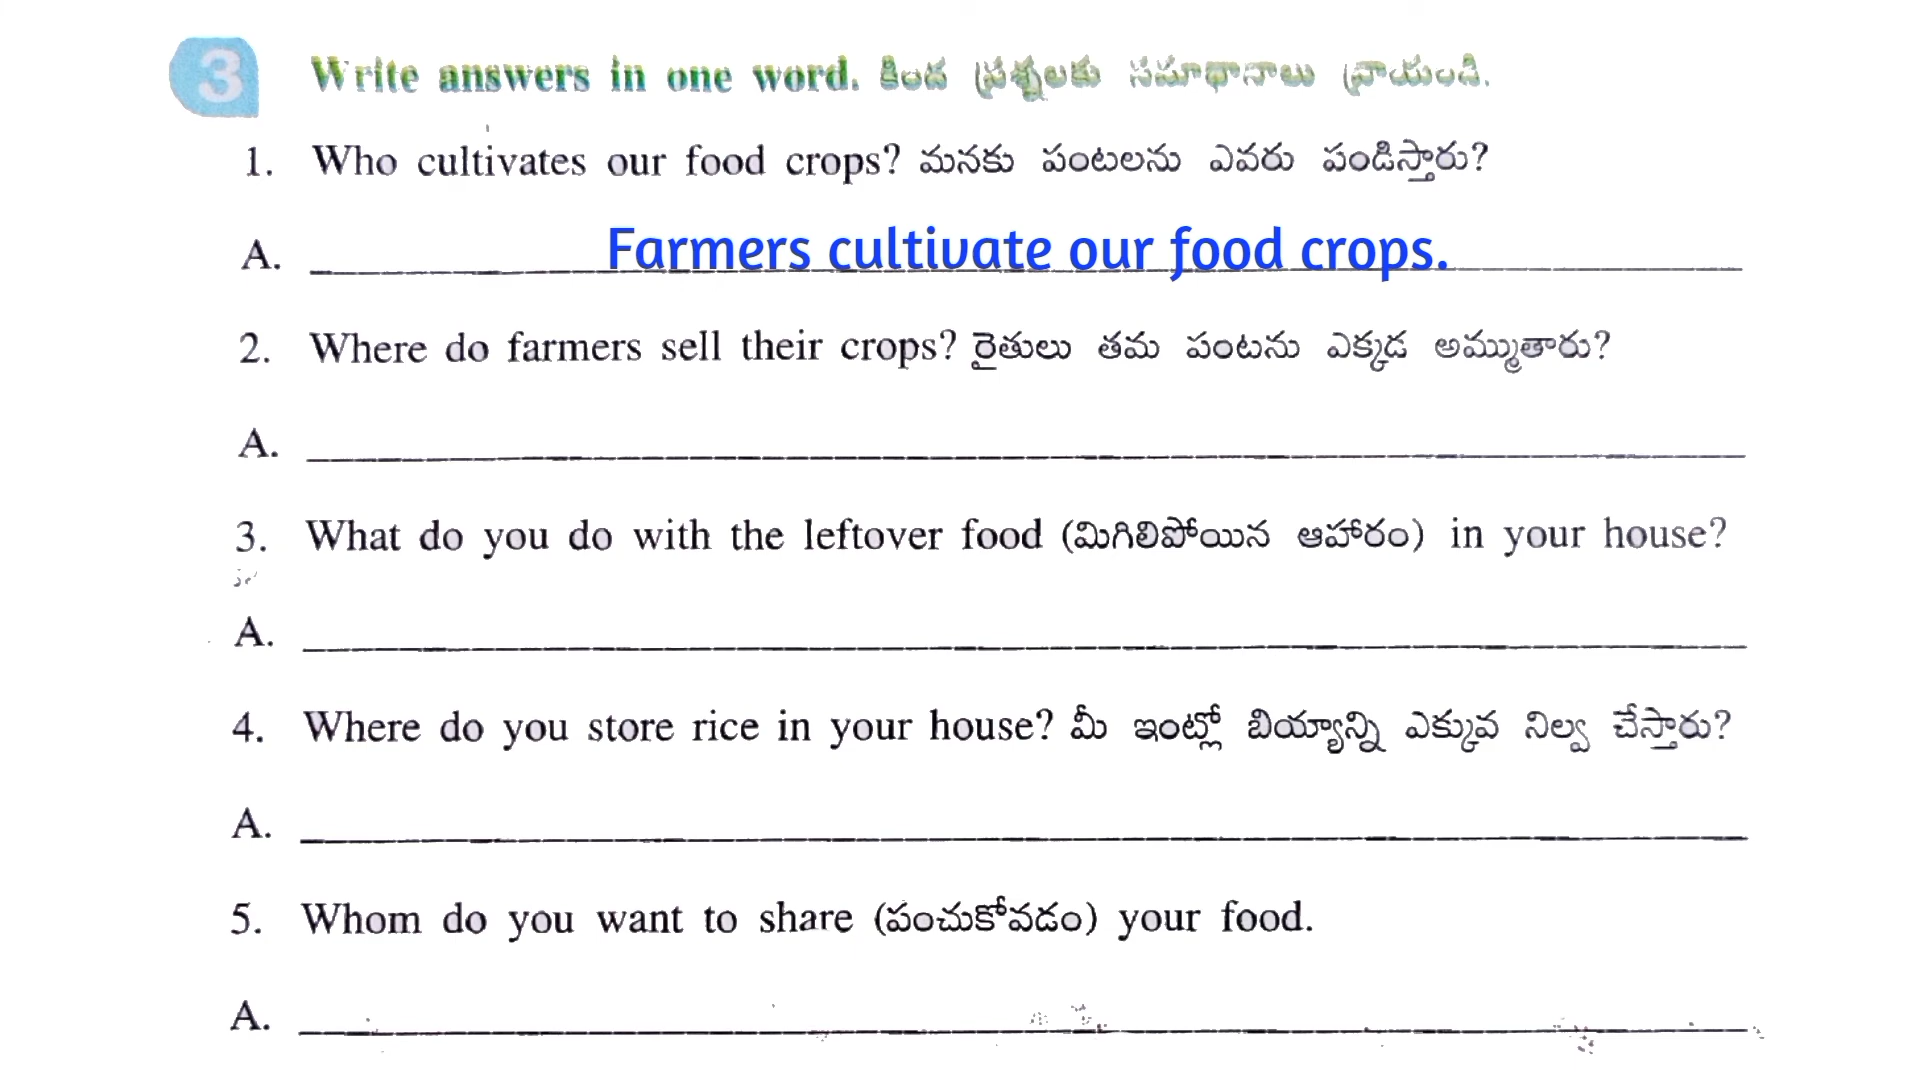 3 Write answers in one word. కింద ప్రశ్నలకు సమాధానాలు వ్రాయండి.
1. Who cultivates our food crops? మనకు పంటలను ఎవరు పండిస్తారు?
A. Farmers cultivate our food crops.
2. Where do farmers sell their crops? రైతులు తమ పంటను ఎక్కడ అమ్ముతారు?
A.
3. What do you do with the leftover food (మిగిలిపోయిన ఆహారం) in your house?
A.
4. Where do you store rice in your house? మీ ఇంట్లో బియ్యాన్ని ఎక్కువ నిల్వ చేస్తారు?
A.
5. Whom do you want to share (పంచుకోవడం) your food.
A.